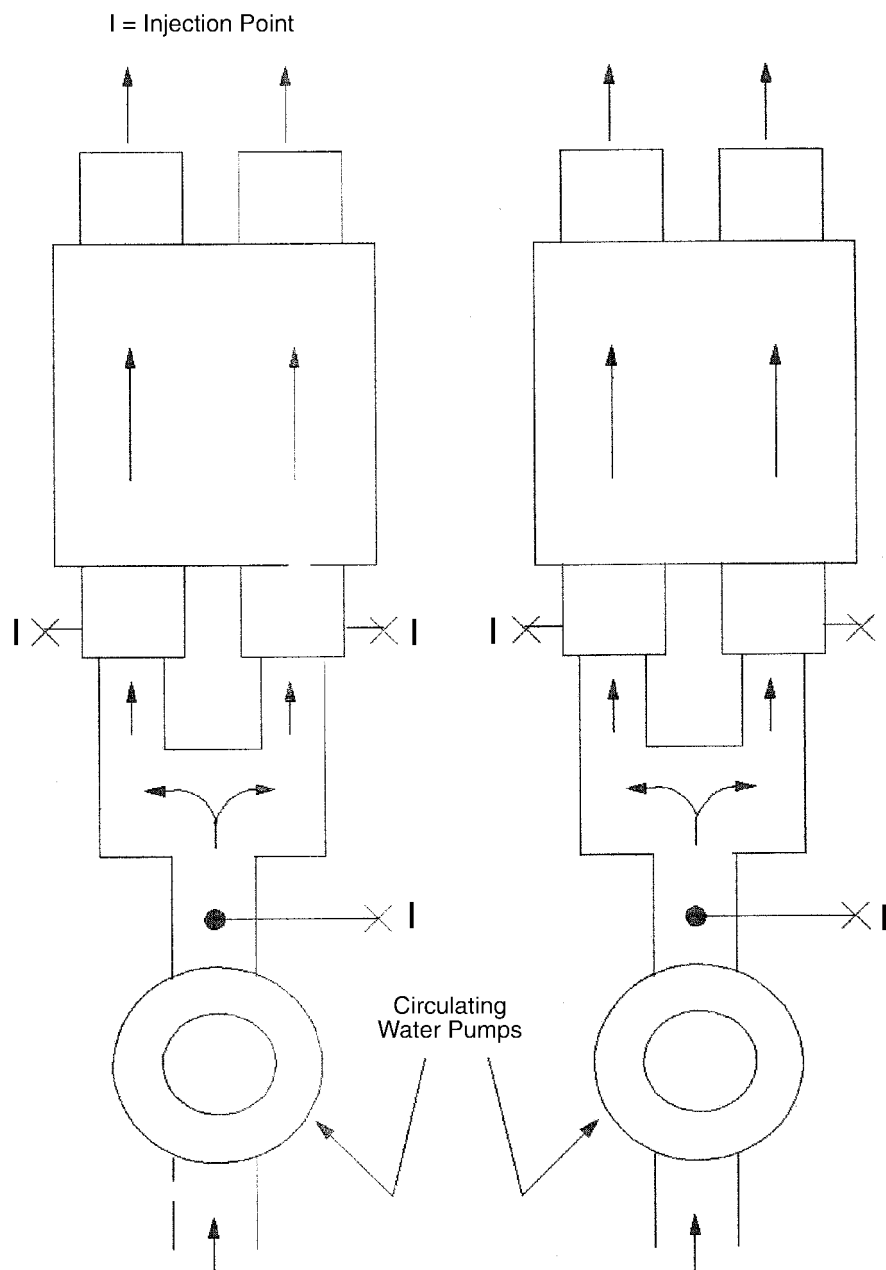 I = Injection Point
I
I
I
I
I
Circulating
Water Pumps